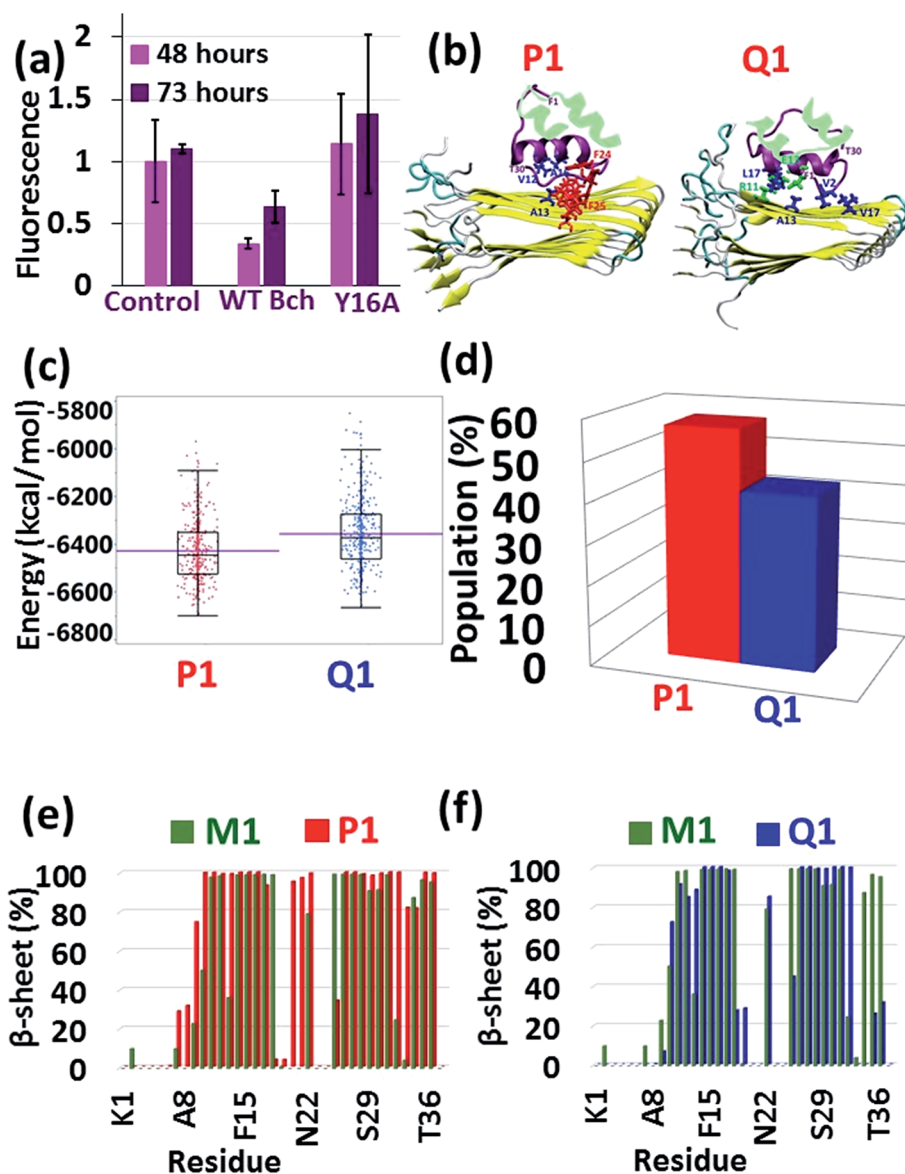 (a)
Fluorescence
2
1.5
1
0.5
0
48 hours
73 hours
Control
WT Bch
Y16A
(b)
P1
F1
T30
V12
F24
A13
F25
Q1
T30
L17
F1
R11
V2
A13
V17
(c)
Energy (kcal/mol)
-5800
-6000
-6200
-6400
-6600
-6800
P1
Q1
(d)
Population (%)
60
50
40
30
20
10
0
P1
Q1
(e)
M1 P1
β-sheet (%)
100
80
60
40
20
0
K1 A8 F15 N22 S29 T36
Residue
(f)
M1 Q1
β-sheet (%)
100
80
60
40
20
0
K1 A8 F15 N22 S29 T36
Residue